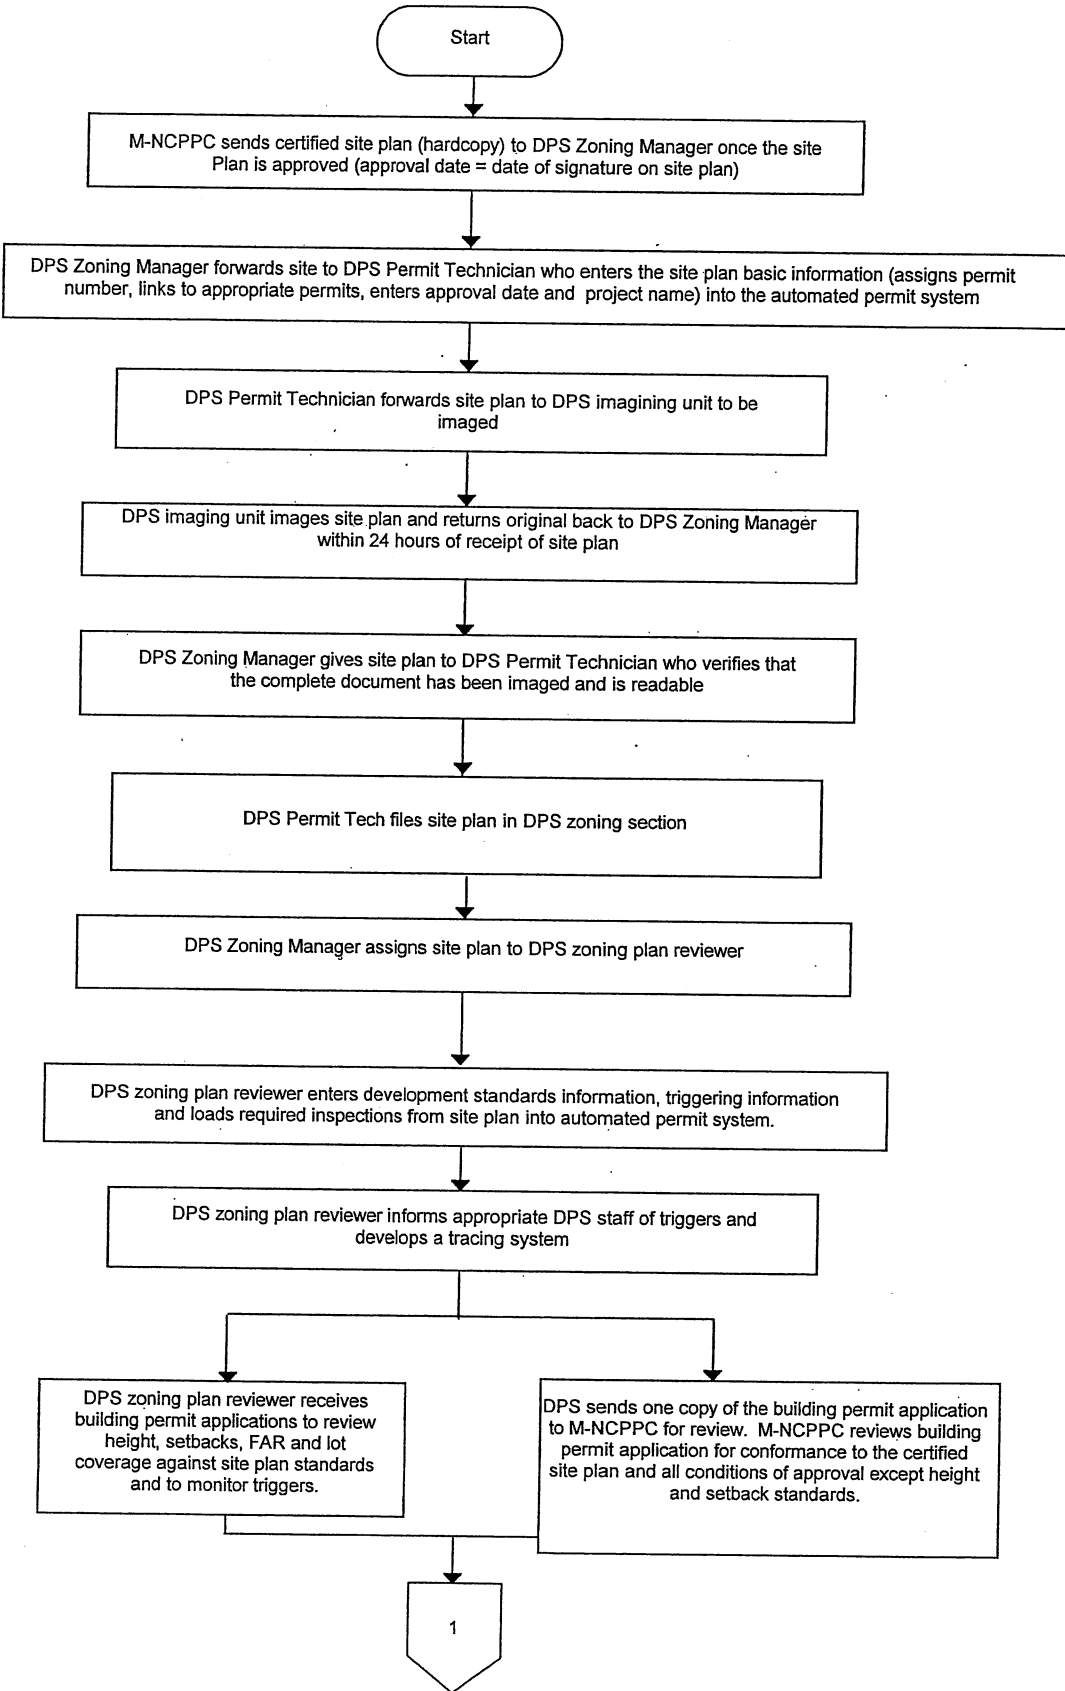 Start
M-NCPPC sends certified site plan (hardcopy) to DPS Zoning Manager once the site
Plan is approved (approval date = date of signature on site plan)
DPS Zoning Manager forwards site to DPS Permit Technician who enters the site plan basic information (assigns permit
number, links to appropriate permits, enters approval date and project name) into the automated permit system
DPS Permit Technician forwards site plan to DPS imagining unit to be
imaged
DPS imaging unit images site plan and returns original back to DPS Zoning Manager
within 24 hours of receipt of site plan
DPS Zoning Manager gives site plan to DPS Permit Technician who verifies that
the complete document has been imaged and is readable
DPS Permit Tech files site plan in DPS zoning section
DPS Zoning Manager assigns site plan to DPS zoning plan reviewer
DPS zoning plan reviewer enters development standards information, triggering information
and loads required inspections from site plan into automated permit system.
DPS zoning plan reviewer informs appropriate DPS staff of triggers and
develops a tracing system
DPS zoning plan reviewer receives
building permit applications to review
height, setbacks, FAR and lot
coverage against site plan standards
and to monitor triggers.
DPS sends one copy of the building permit application
to M-NCPPC for review. M-NCPPC reviews building
permit application for conformance to the certified
site plan and all conditions of approval except height
and setback standards.
1